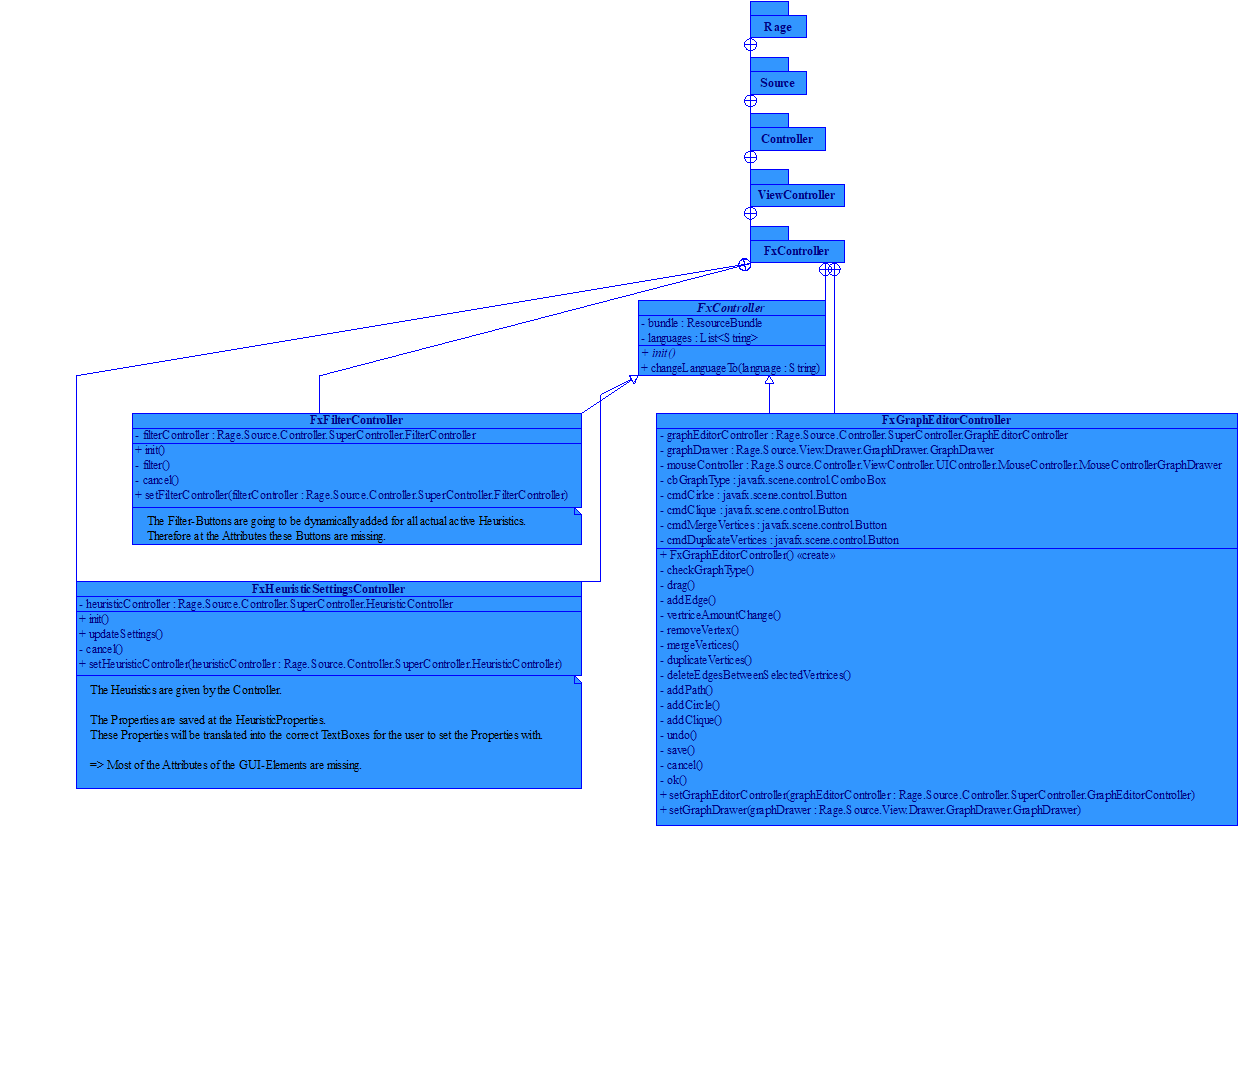 Rage
Source
Controller
ViewController
FxController
FxController
- bundle : ResourceBundle
- languages : List<String>
+ init()
+ changeLanguageTo(language : String)
FxFilterController
- filterController : Rage.Source.Controller.SuperController.FilterController
+ init()
- filter()
- cancel()
+ setFilterController(filterController : Rage.Source.Controller.SuperController.FilterController)
The Filter-Buttons are going to be dynamically added for all actual active Heuristics.
Therefore at the Attributes these Buttons are missing.
FxHeuristicSettingsController
- heuristicController : Rage.Source.Controller.SuperController.HeuristicController
+ init()
+ updateSettings()
- cancel()
+ setHeuristicController(heuristicController : Rage.Source.Controller.SuperController.HeuristicController)
The Heuristics are given by the Controller.
The Properties are saved at the HeuristicProperties.
These Properties will be translated into the correct TextBoxes for the user to set the Properties with.
=> Most of the Attributes of the GUI-Elements are missing.
FxGraphEditorController
- graphEditorController : Rage.Source.Controller.SuperController.GraphEditorController
- graphDrawer : Rage.Source.View.Drawer.GraphDrawer.GraphDrawer
- mouseController : Rage.Source.Controller.ViewController.UIController.MouseController.MouseControllerGraphDrawer
- cbGraphType : javafx.scene.control.ComboBox
- cmdCirlce : javafx.scene.control.Button
- cmdClique : javafx.scene.control.Button
- cmdMergeVertices : javafx.scene.control.Button
- cmdDuplicateVertices : javafx.scene.control.Button
+ FxGraphEditorController() «create»
- checkGraphType()
- drag()
- addEdge()
- vertriceAmountChange()
- removeVertex()
- mergeVertices()
- duplicateVertices()
- deleteEdgesBetweenSelectedVertrices()
- addPath()
- addCircle()
- addClique()
- undo()
- save()
- cancel()
- ok()
+ setGraphEditorController(graphEditorController : Rage.Source.Controller.SuperController.GraphEditorController)
+ setGraphDrawer(graphDrawer : Rage.Source.View.Drawer.GraphDrawer.GraphDrawer)